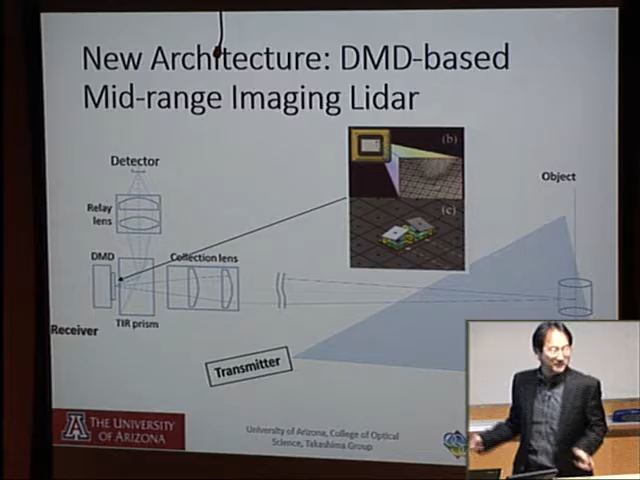 New Architecture: DMD-based
Mid-range Imaging Lidar
(b)
Detector
Object
Relay
lens
(c)
DMD
Collection lens
TIR prism
Receiver
Transmitter
A
THE UNIVERSITY
OF ARIZONA
University of Arizona, College of Optical
Science, Takashima Group